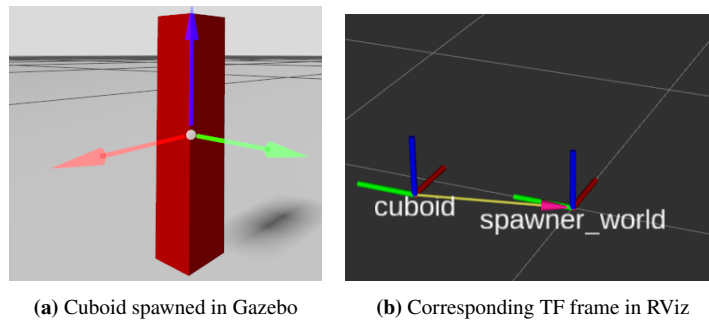 cuboid
spawner_world
(a) Cuboid spawned in Gazebo
(b) Corresponding TF frame in RViz